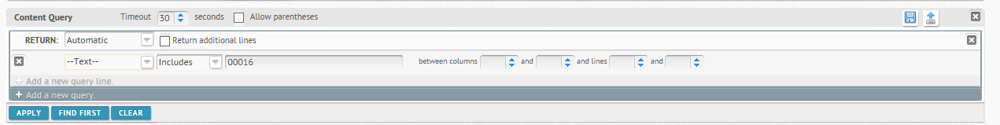 Content Query Timeout 30 seconds Allow parentheses
RETURN: Automatic Return additional lines
--Text-- Includes 00016 between columns and and lines and
Add a new query line.
Add a new query.
APPLY FIND FIRST CLEAR